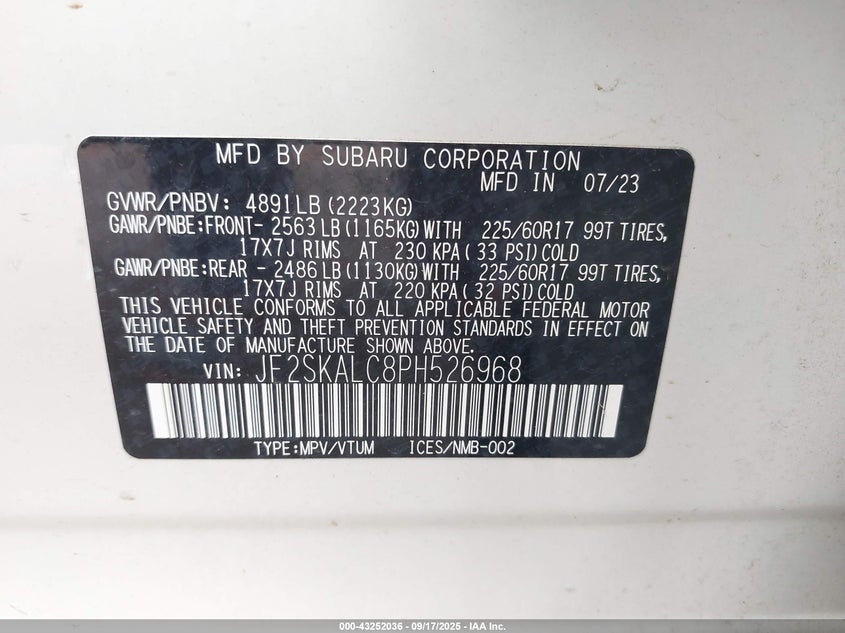 MFD BY SUBARU CORPORATION
MFD IN 07/23
GVWR/PNBV: 4891LB (2223KG)
GAWR/PNBE:FRONT- 2563LB (1165KG)WITH 225/60R17 99T TIRES,
17X7J RIMS AT 230 KPA( 33 PSI)COLD
GAWR/PNBE:REAR - 2486LB (1130KG)WITH 225/60R17 99T TIRES,
17X7J RIMS AT 220 KPA( 32 PSI)COLD
THIS VEHICLE CONFORMS TO ALL APPLICABLE FEDERAL MOTOR
VEHICLE SAFETY AND THEFT PREVENTION STANDARDS IN EFFECT ON
THE DATE OF MANUFACTURE SHOWN ABOVE.
VIN: JF2SKALC8PH526968
TYPE:MPV/VTUM ICES/NMB-002
000-43252036 - 09/17/2025 - IAA Inc.